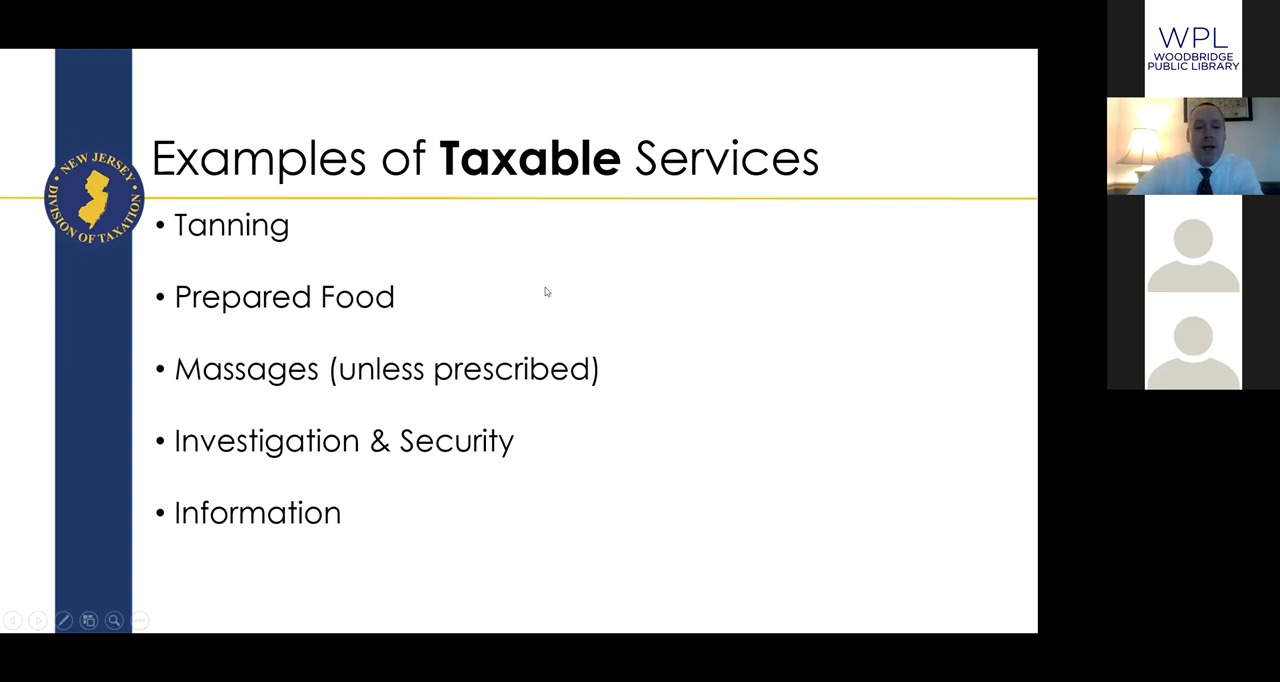 Examples of Taxable Services
NEW JERSEY
DIVISION OF TAXATION
• Tanning
• Prepared Food
• Massages (unless prescribed)
• Investigation & Security
• Information
WPL
WOODBRIDGE
PUBLIC LIBRARY